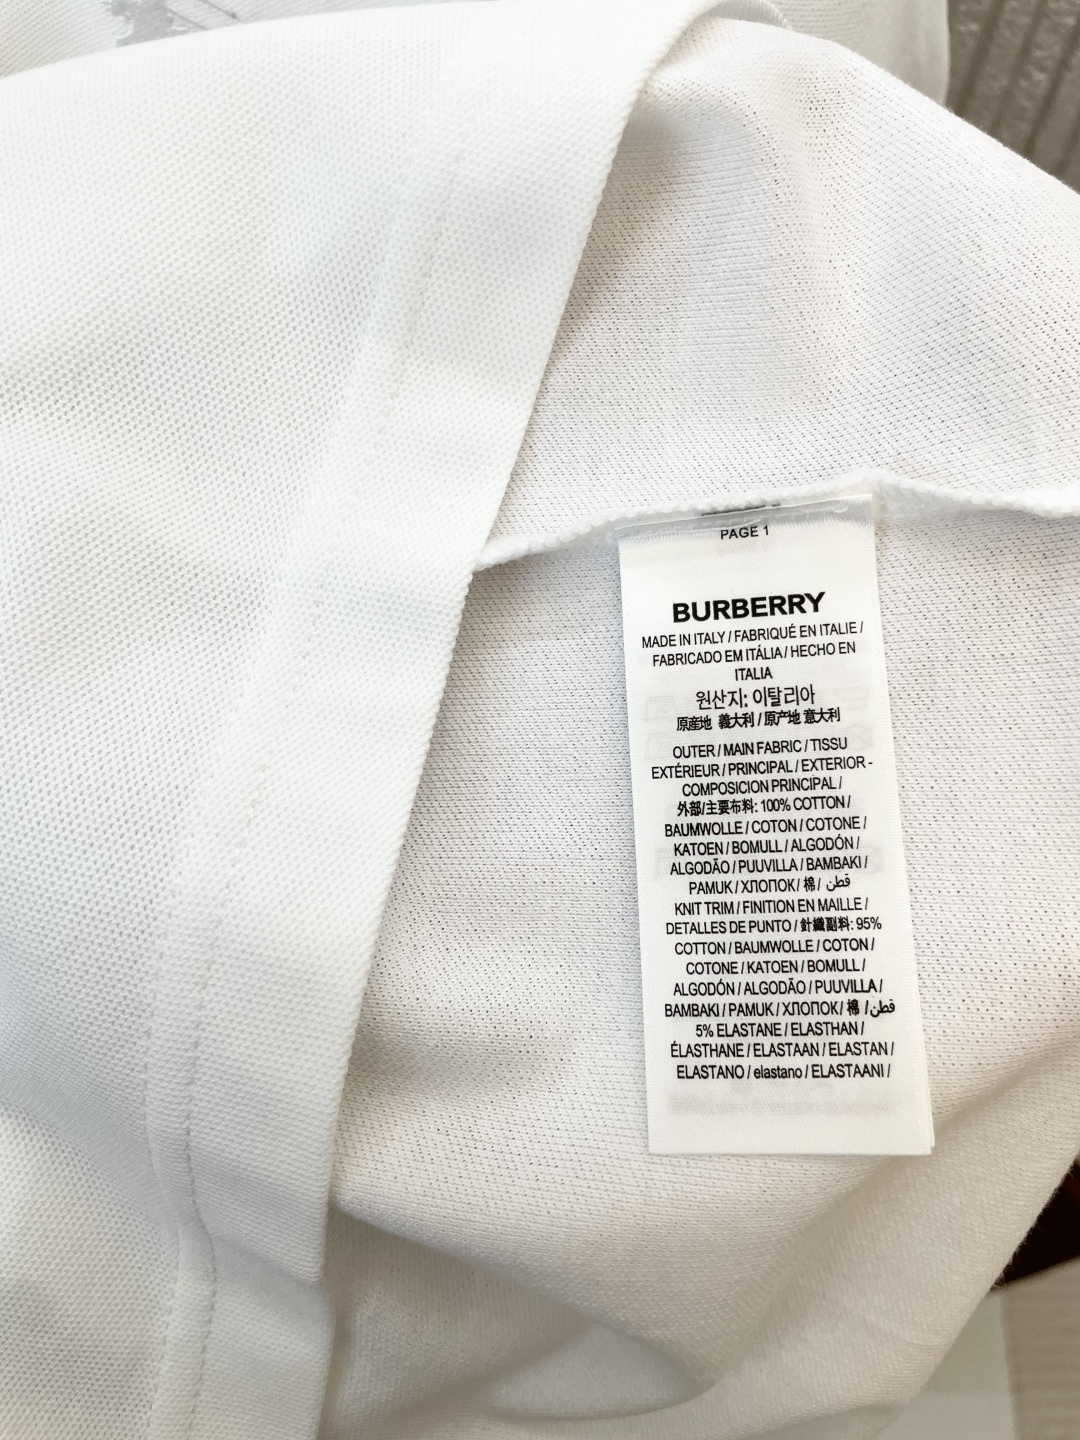 PAGE 1
BURBERRY
MADE IN ITALY / FABRIQUÉ EN ITALIE /
FABRICADO EM ITÁLIA / HECHO EN
ITALIA
원산지: 이탈리아
原産地 義大利 / 原产地 意大利
OUTER / MAIN FABRIC / TISSU
EXTÉRIEUR / PRINCIPAL / EXTERIOR -
COMPOSICION PRINCIPAL /
外部/主要布料: 100% COTTON /
BAUMWOLLE / COTON / COTONE /
KATOEN / BOMULL / ALGODÓN /
ALGODÃO / PUUVILLA / BAMBAKI /
PAMUK / ХЛОПОК / 棉 / قطن
KNIT TRIM / FINITION EN MAILLE /
DETALLES DE PUNTO / 針織副料: 95%
COTTON / BAUMWOLLE / COTON /
COTONE / KATOEN / BOMULL /
ALGODÓN / ALGODÃO / PUUVILLA /
BAMBAKI / PAMUK / ХЛОПОК / 棉 / قطن
5% ELASTANE / ELASTHAN /
ÉLASTHANE / ELASTAAN / ELASTAN /
ELASTANO / elastano / ELASTAANI /